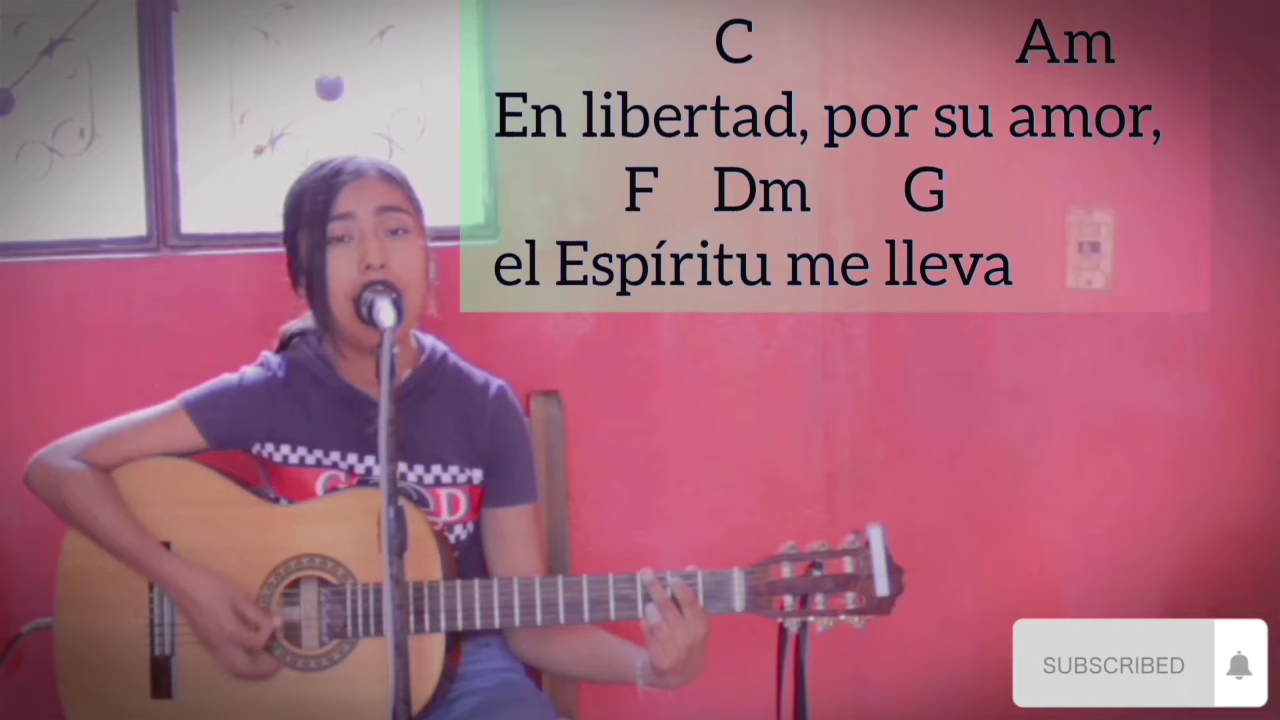 C Am
En libertad, por su amor,
F Dm G
el Espíritu me lleva
SUBSCRIBED